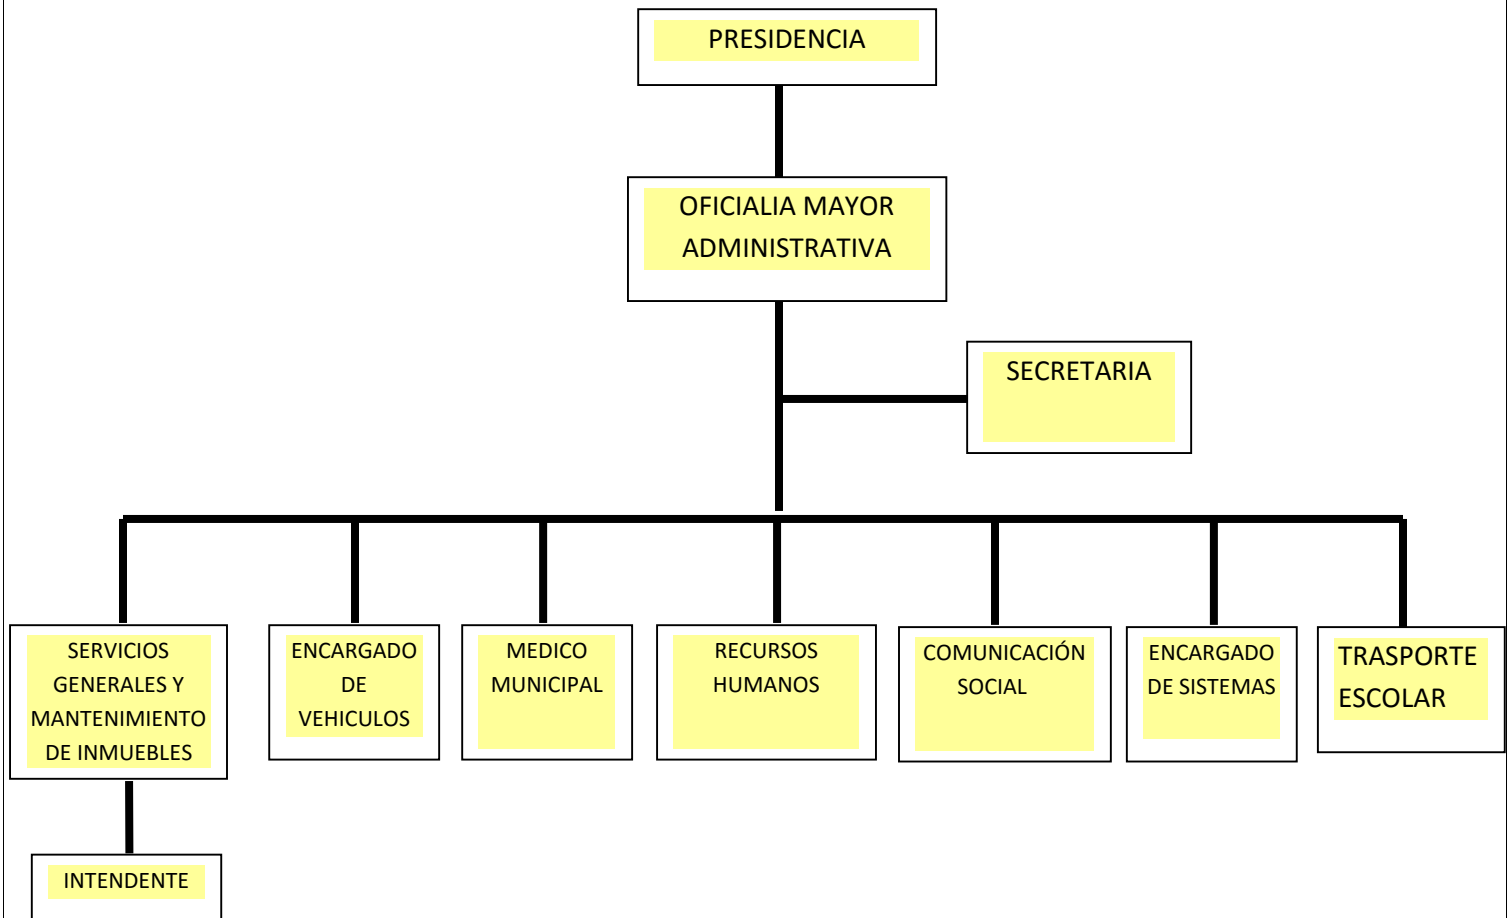 PRESIDENCIA
OFICIALIA MAYOR
ADMINISTRATIVA
SECRETARIA
SERVICIOS
GENERALES Y
MANTENIMIENTO
DE INMUEBLES
ENCARGADO
DE
VEHICULOS
MEDICO
MUNICIPAL
RECURSOS
HUMANOS
COMUNICACIÓN
SOCIAL
ENCARGADO
DE SISTEMAS
TRASPORTE
ESCOLAR
INTENDENTE